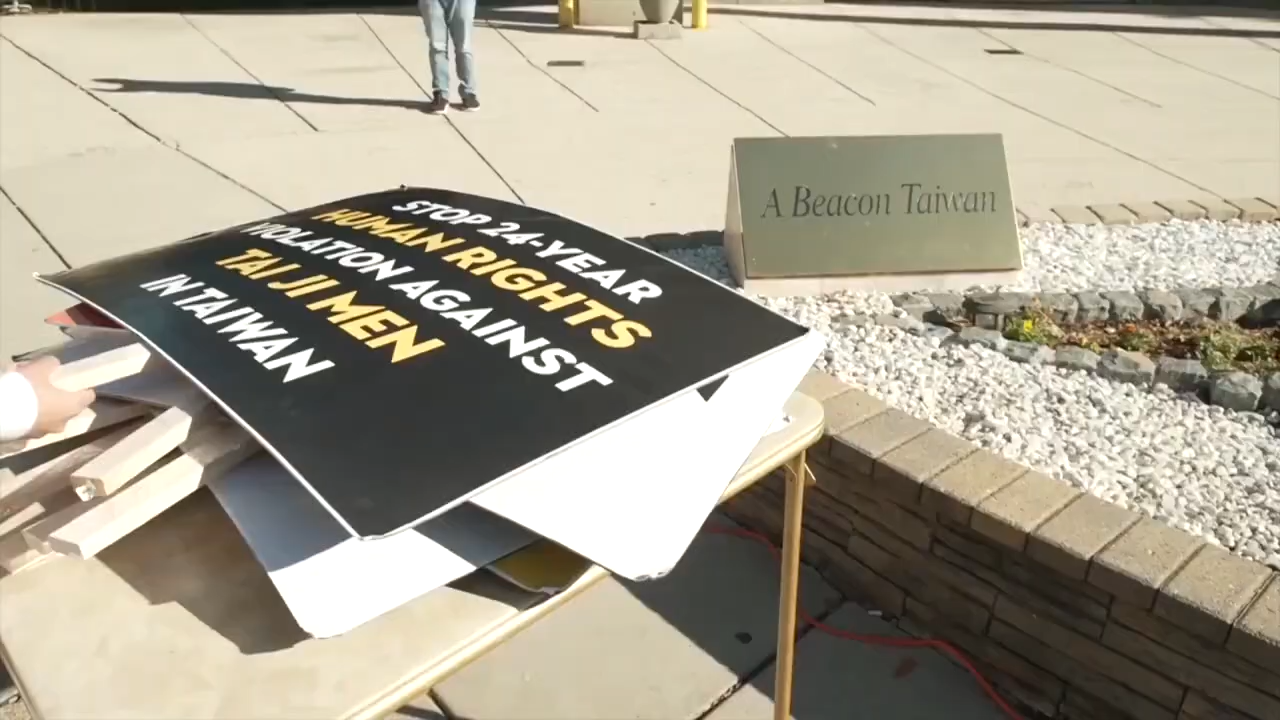 STOP 24-YEAR
HUMAN RIGHTS
VIOLATION AGAINST
TAI JI MEN
IN TAIWAN
A Beacon Taiwan